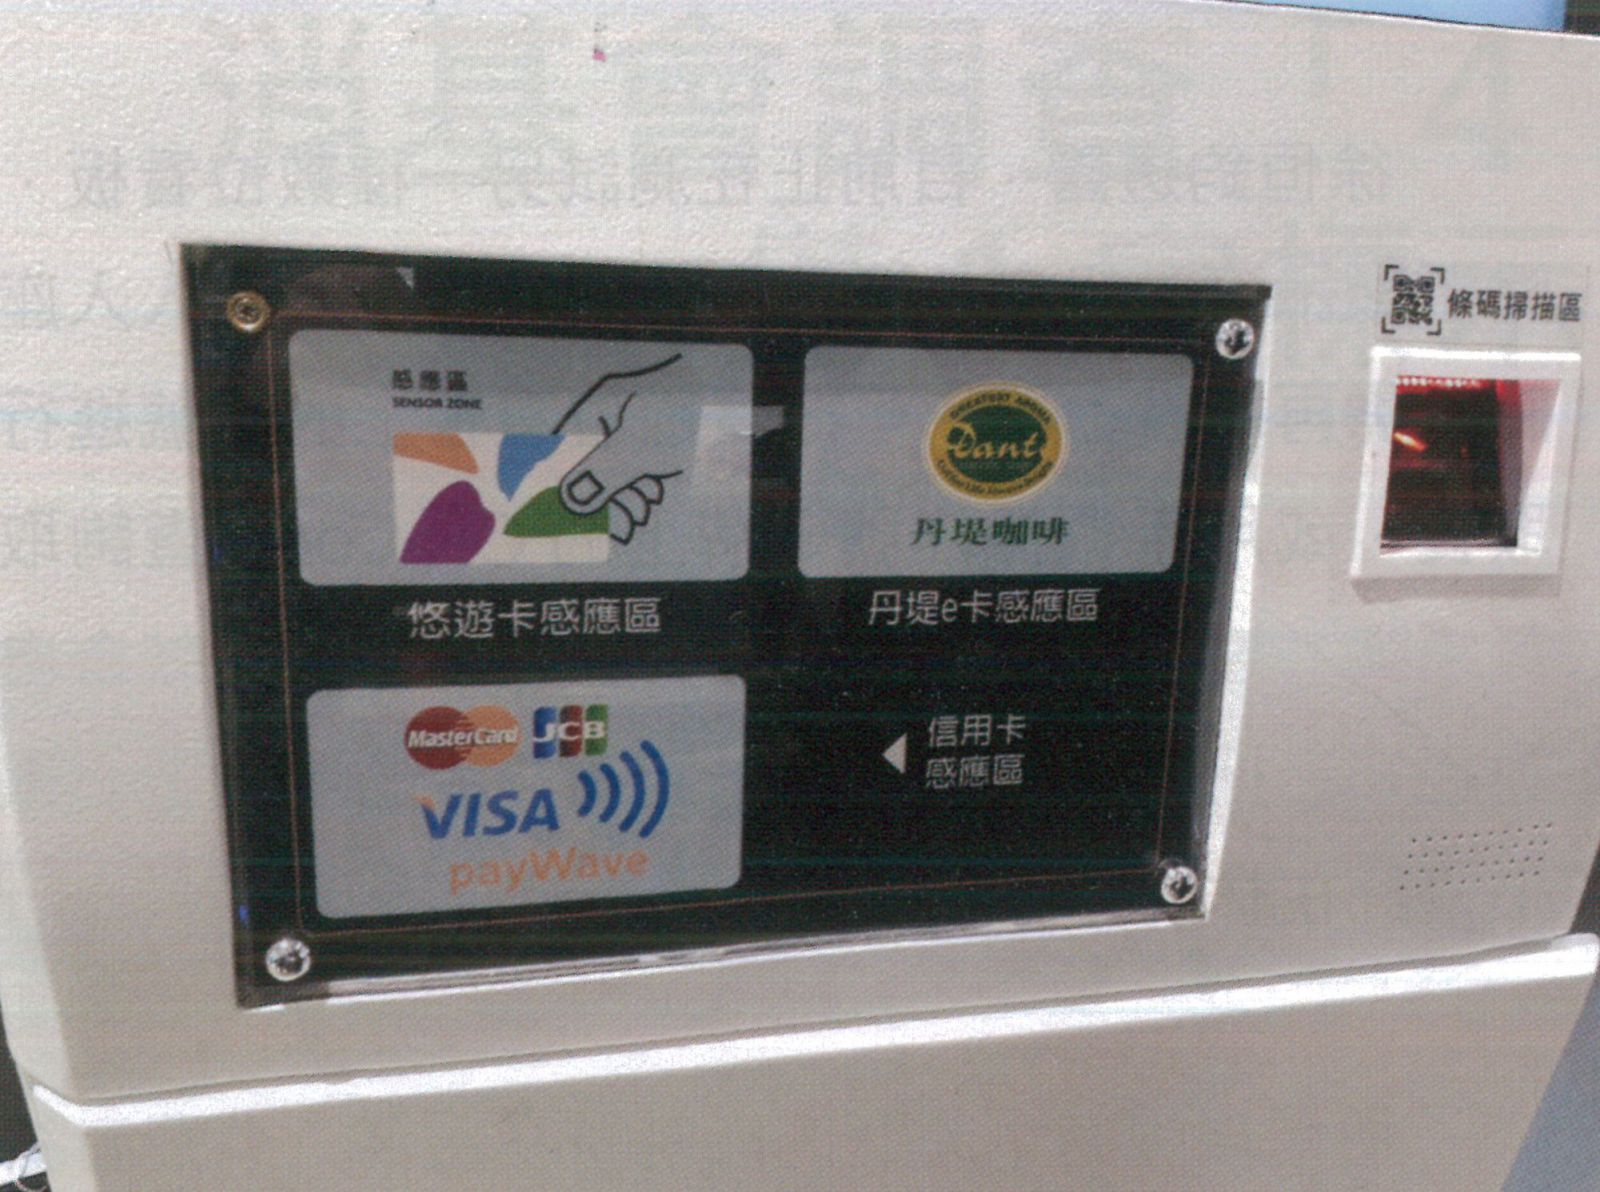 條碼掃描區
感應區
SENSOR ZONE
GREATEST AROMA
Dante
丹堤咖啡
悠遊卡感應區
丹堤e卡感應區
MasterCard JCB
VISA
payWave
信用卡
感應區